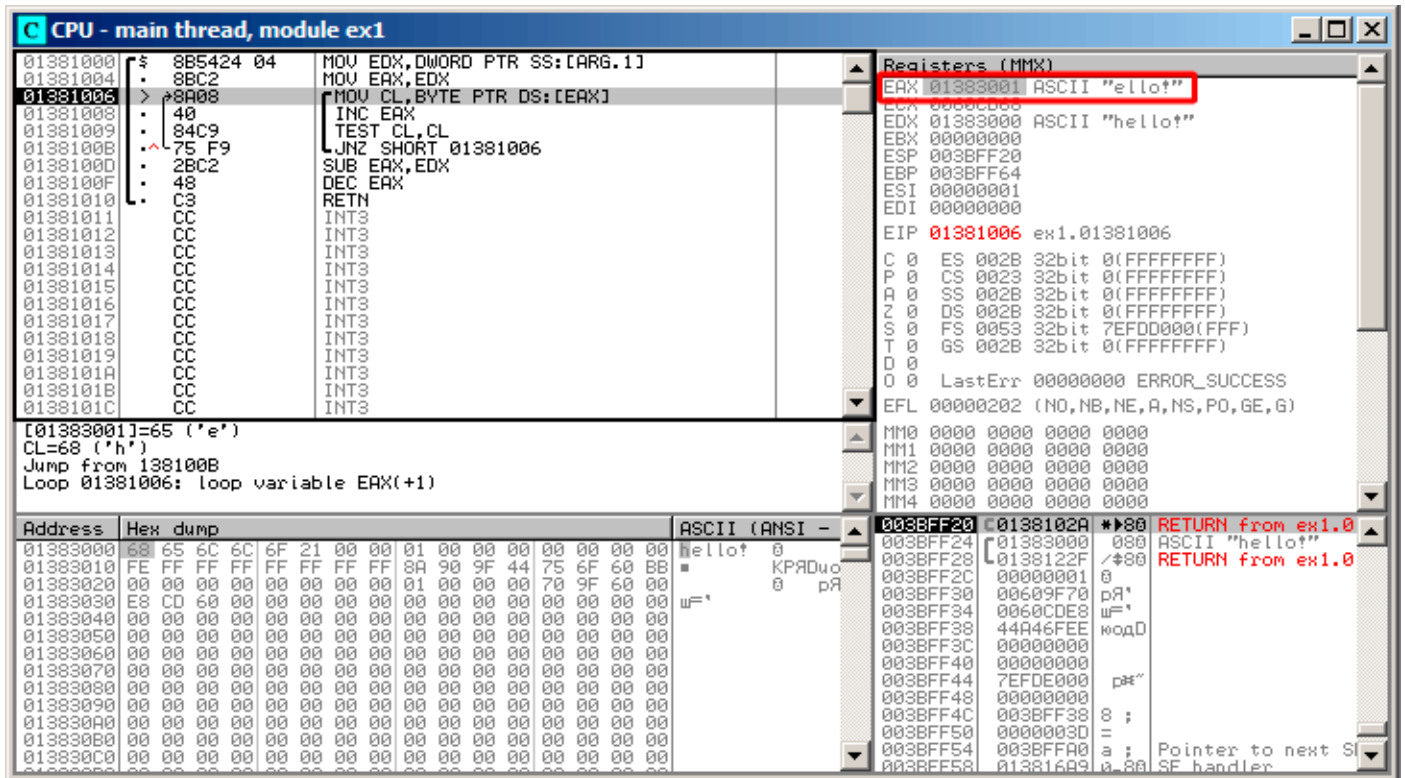 C CPU - main thread, module ex1
01381000 $ 8B5424 04 MOV EDX,DWORD PTR SS:[ARG.1]
01381004 . 8BC2 MOV EAX,EDX
01381006 > 8A08 MOV CL,BYTE PTR DS:[EAX]
01381008 . 40 INC EAX
01381009 . 84C9 TEST CL,CL
0138100B .^ 75 F9 JNZ SHORT 01381006
0138100D . 2BC2 SUB EAX,EDX
0138100F . 48 DEC EAX
01381010 . C3 RETN
01381011 CC INT3
01381012 CC INT3
01381013 CC INT3
01381014 CC INT3
01381015 CC INT3
01381016 CC INT3
01381017 CC INT3
01381018 CC INT3
01381019 CC INT3
0138101A CC INT3
0138101B CC INT3
0138101C CC INT3
Registers (MMX)
EAX 01383001 ASCII "ello!"
ECX 0060CD68
EDX 01383000 ASCII "hello!"
EBX 00000000
ESP 003BFF20
EBP 003BFF64
ESI 00000001
EDI 00000000
EIP 01381006 ex1.01381006
C 0 ES 002B 32bit 0(FFFFFFFF)
P 0 CS 0023 32bit 0(FFFFFFFF)
A 0 SS 002B 32bit 0(FFFFFFFF)
Z 0 DS 002B 32bit 0(FFFFFFFF)
S 0 FS 0053 32bit 7EFDD000(FFF)
T 0 GS 002B 32bit 0(FFFFFFFF)
D 0
O 0 LastErr 00000000 ERROR_SUCCESS
EFL 00000202 (NO,NB,NE,A,NS,PO,GE,G)
MM0 0000 0000 0000 0000
MM1 0000 0000 0000 0000
MM2 0000 0000 0000 0000
MM3 0000 0000 0000 0000
MM4 0000 0000 0000 0000
[01383001]=65 ('e')
CL=68 ('h')
Jump from 138100B
Loop 01381006: loop variable EAX(+1)
Address Hex dump ASCII (ANSI -
01383000 68 65 6C 6C 6F 21 00 00 01 00 00 00 00 00 00 00 hello!
01383010 FE FF FF FF FF FF FF FF 8A 90 9F 44 75 6F 60 BB ■ КРЯDuo
01383020 00 00 00 00 00 00 00 00 01 00 00 00 70 9F 60 00 pЯ
01383030 E8 CD 60 00 00 00 00 00 00 00 00 00 00 00 00 00 ш='
01383040 00 00 00 00 00 00 00 00 00 00 00 00 00 00 00 00
01383050 00 00 00 00 00 00 00 00 00 00 00 00 00 00 00 00
01383060 00 00 00 00 00 00 00 00 00 00 00 00 00 00 00 00
01383070 00 00 00 00 00 00 00 00 00 00 00 00 00 00 00 00
01383080 00 00 00 00 00 00 00 00 00 00 00 00 00 00 00 00
01383090 00 00 00 00 00 00 00 00 00 00 00 00 00 00 00 00
013830A0 00 00 00 00 00 00 00 00 00 00 00 00 00 00 00 00
013830B0 00 00 00 00 00 00 00 00 00 00 00 00 00 00 00 00
013830C0 00 00 00 00 00 00 00 00 00 00 00 00 00 00 00 00
003BFF20 0138102A RETURN from ex1.0
003BFF24 01383000 ASCII "hello!"
003BFF28 0138122F RETURN from ex1.0
003BFF2C 00000001
003BFF30 00609F70 pЯ'
003BFF34 0060CDE8 ш='
003BFF38 44A46FEE юодD
003BFF3C 00000000
003BFF40 00000000
003BFF44 7EFDE000
003BFF48 00000000
003BFF4C 003BFF38 8 ;
003BFF50 0000003D =
003BFF54 003BFFA0 a ; Pointer to next S
003BFF58 013816A9 SE handler